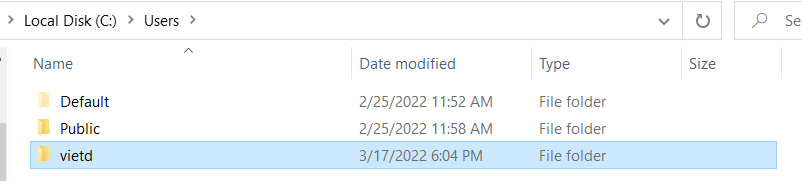 Local Disk (C:) Users Se
Name Date modified Type Size
Default 2/25/2022 11:52 AM File folder
Public 2/25/2022 11:58 AM File folder
vietd 3/17/2022 6:04 PM File folder